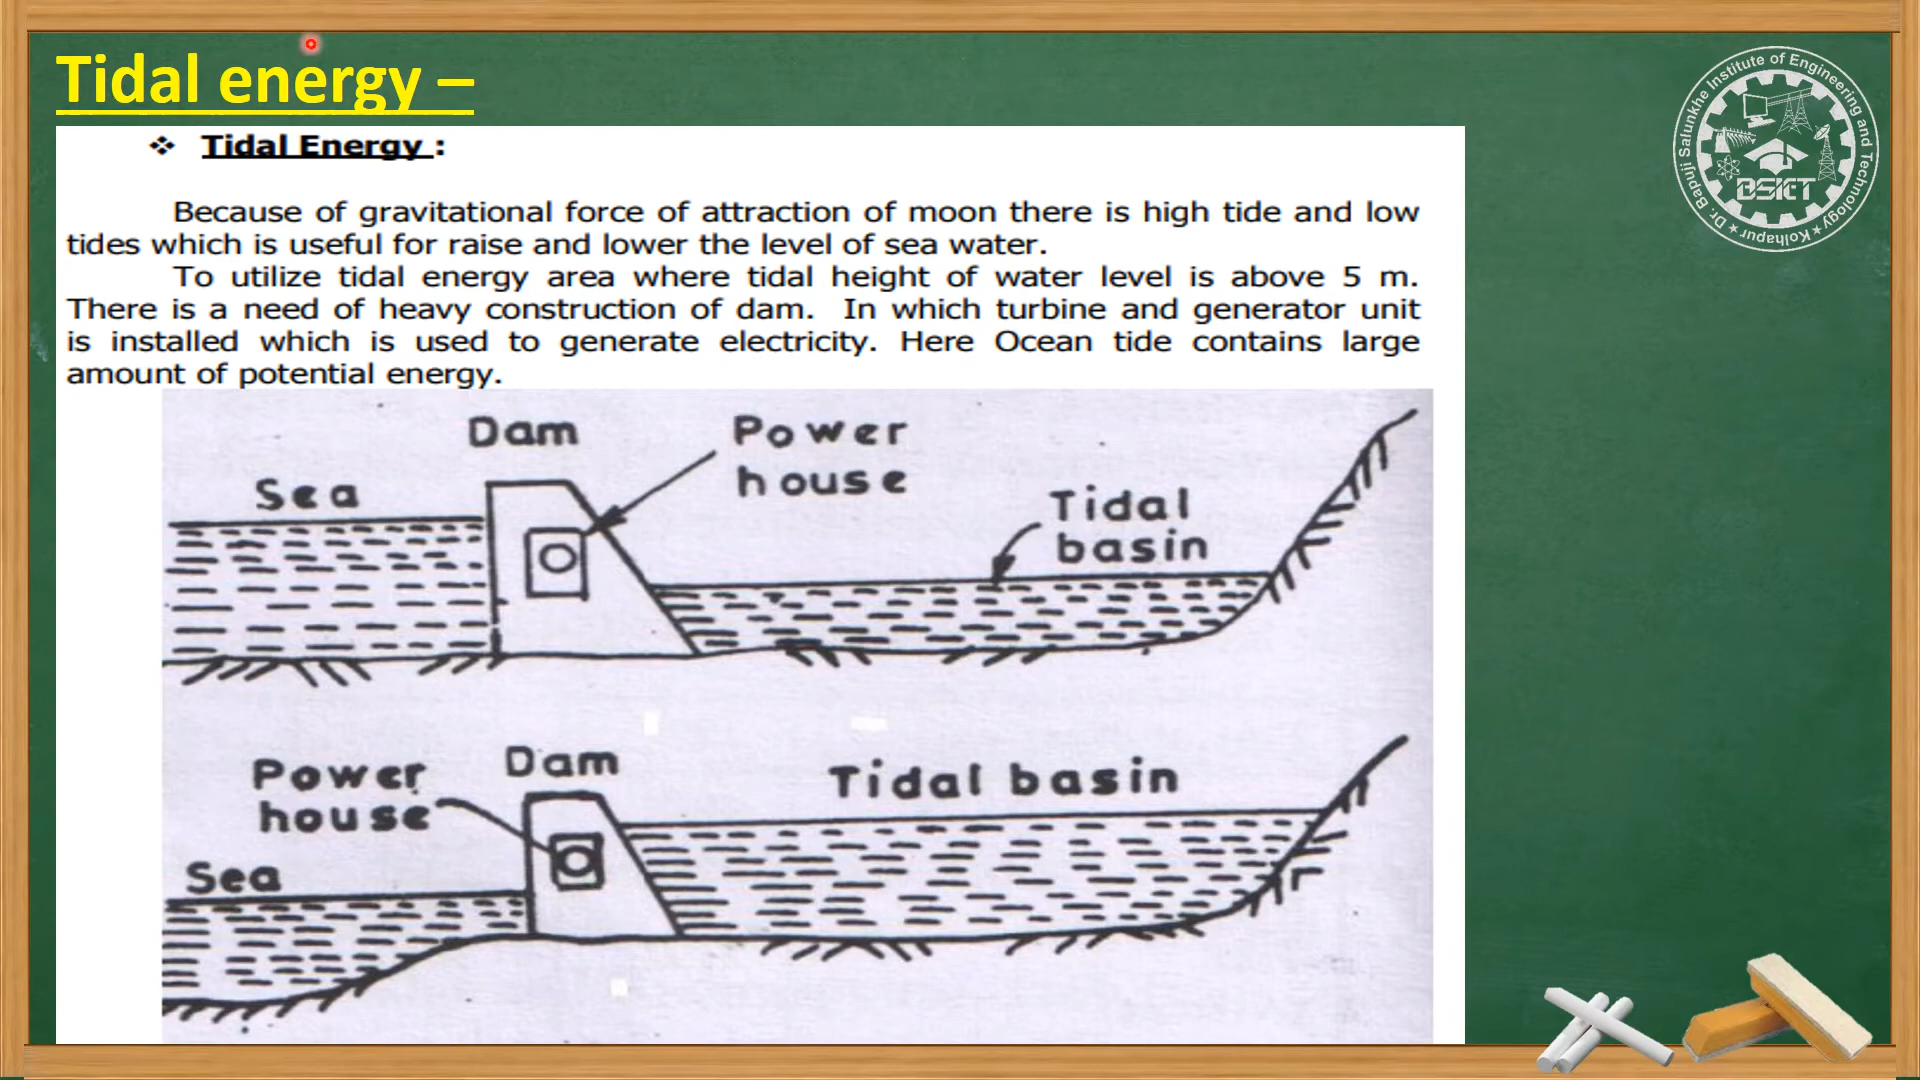 Tidal energy –
❖ Tidal Energy :
Because of gravitational force of attraction of moon there is high tide and low
tides which is useful for raise and lower the level of sea water.
To utilize tidal energy area where tidal height of water level is above 5 m.
There is a need of heavy construction of dam. In which turbine and generator unit
is installed which is used to generate electricity. Here Ocean tide contains large
amount of potential energy.
Dam
Power
house
Sea
Tidal
basin
Power
house
Dam
Tidal basin
Sea
Dr. Bapuji Salunkhe Institute of Engineering and Technology ★ Kolhapur ★
BSIET